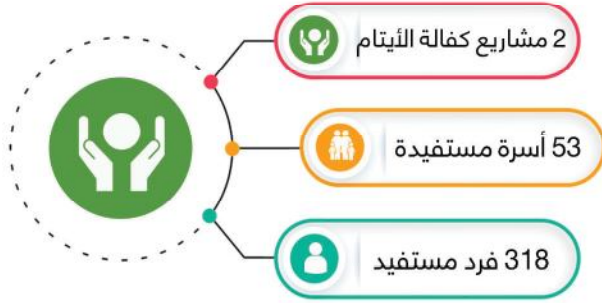 2 مشاريع كفالة الأيتام
53 أسرة مستفيدة
318 فرد مستفيد